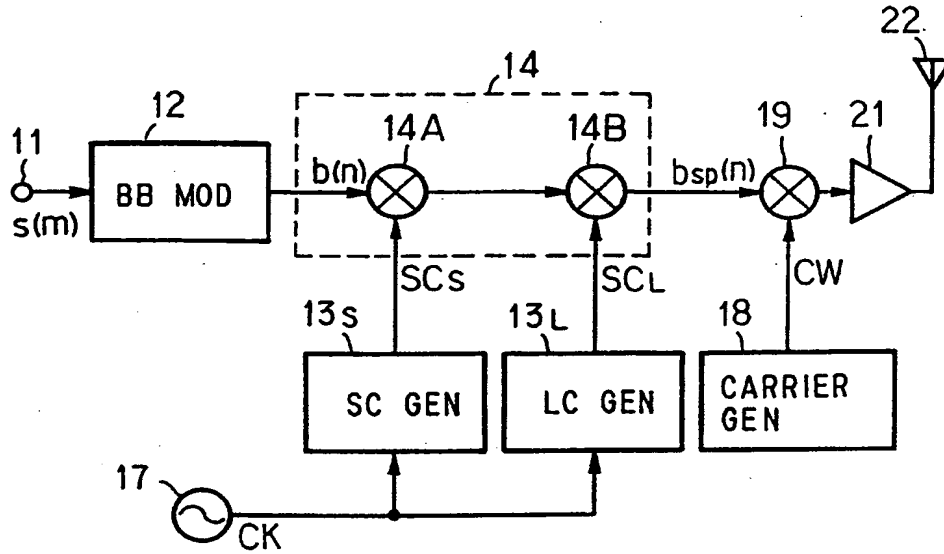 22
14
12
11
14A
14B
19
21
BB MOD
b(n)
bsp(n)
s(m)
SCS
SCL
CW
13S
13L
18
SC GEN
LC GEN
CARRIER
GEN
17
CK